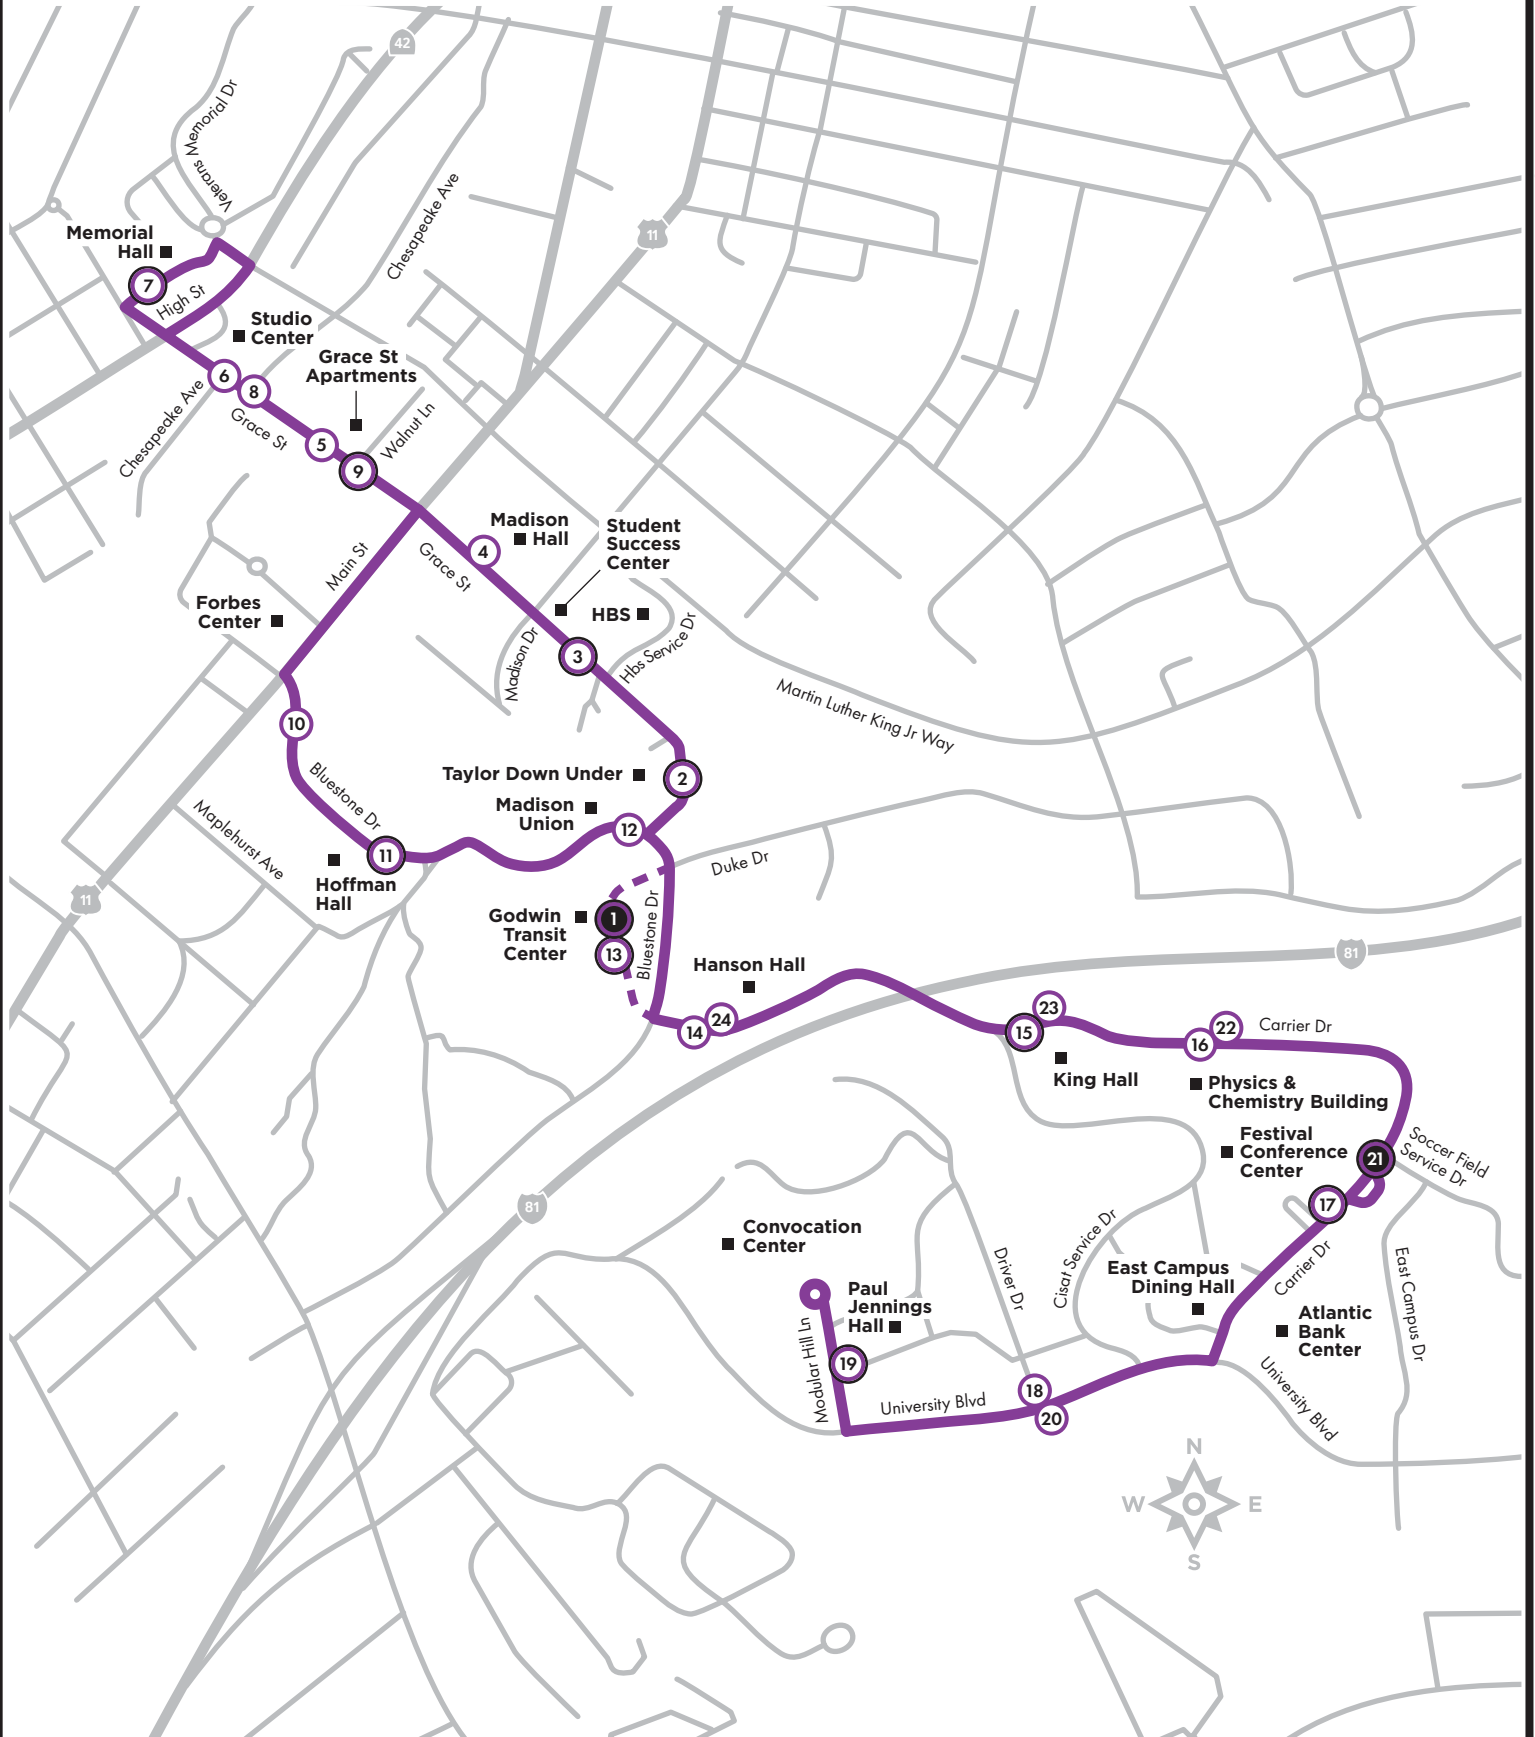 42
Veterans Memorial Dr
Chesapeake Ave
11
Memorial
Hall
7
High St
Studio
Center
Grace St
Apartments
6
8
Chesapeake Ave
Grace St
5
Walnut Ln
9
Madison
Hall
Student
Success
Center
4
Main St
Grace St
Forbes
Center
HBS
Madison Dr
3
Hbs Service Dr
Martin Luther King Jr Way
10
Taylor Down Under
2
Bluestone Dr
Madison
Union
12
Maplehurst Ave
11
Duke Dr
Hoffman
Hall
11
Godwin
Transit
Center
1
13
Bluestone Dr
81
Hanson Hall
14
24
15
23
16
22
Carrier Dr
King Hall
Physics &
Chemistry Building
Festival
Conference
Center
21
Soccer Field
Service Dr
17
81
Convocation
Center
Driver Dr
Cisat Service Dr
East Campus
Dining Hall
Carrier Dr
East Campus Dr
Paul
Jennings
Hall
Atlantic
Bank
Center
Modular Hill Ln
19
University Blvd
18
20
University Blvd
N
W
E
S